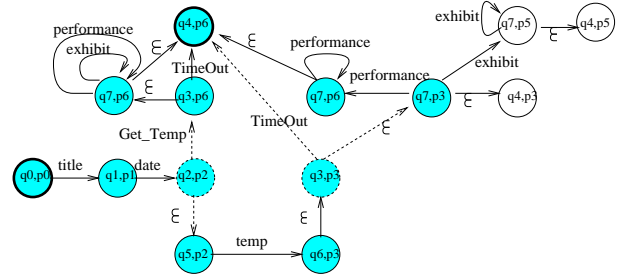 q4,p6
q7,p5
q4,p5
exhibit
ε
performance
exhibit
ε
TimeOut
ε
performance
exhibit
q7,p6
ε
q3,p6
q7,p6
performance
q7,p3
ε
q4,p3
Get_Temp
TimeOut
ε
title
date
q0,p0
q1,p1
q2,p2
q3,p3
ε
ε
q5,p2
temp
q6,p3